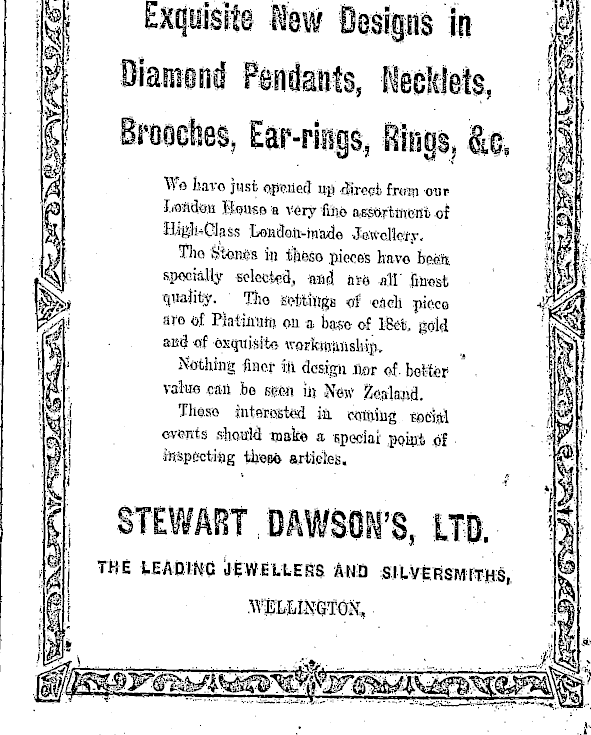 Exquisite New Designs in
Diamond Pendants, Necklets,
Brooches, Ear-rings, Rings, &c.
We have just opened up direct from our
London House a very fine assortment of
High-Class London-made Jewellery.
The Stones in these pieces have been
specially selected, and are all finest
quality. The settings of each piece
are of Platinum on a base of 18ct. gold
and of exquisite workmanship.
Nothing finer in design nor of better
value can be seen in New Zealand.
Those interested in coming social
events should make a special point of
inspecting these articles.
STEWART DAWSON'S, LTD.
THE LEADING JEWELLERS AND SILVERSMITHS,
WELLINGTON.